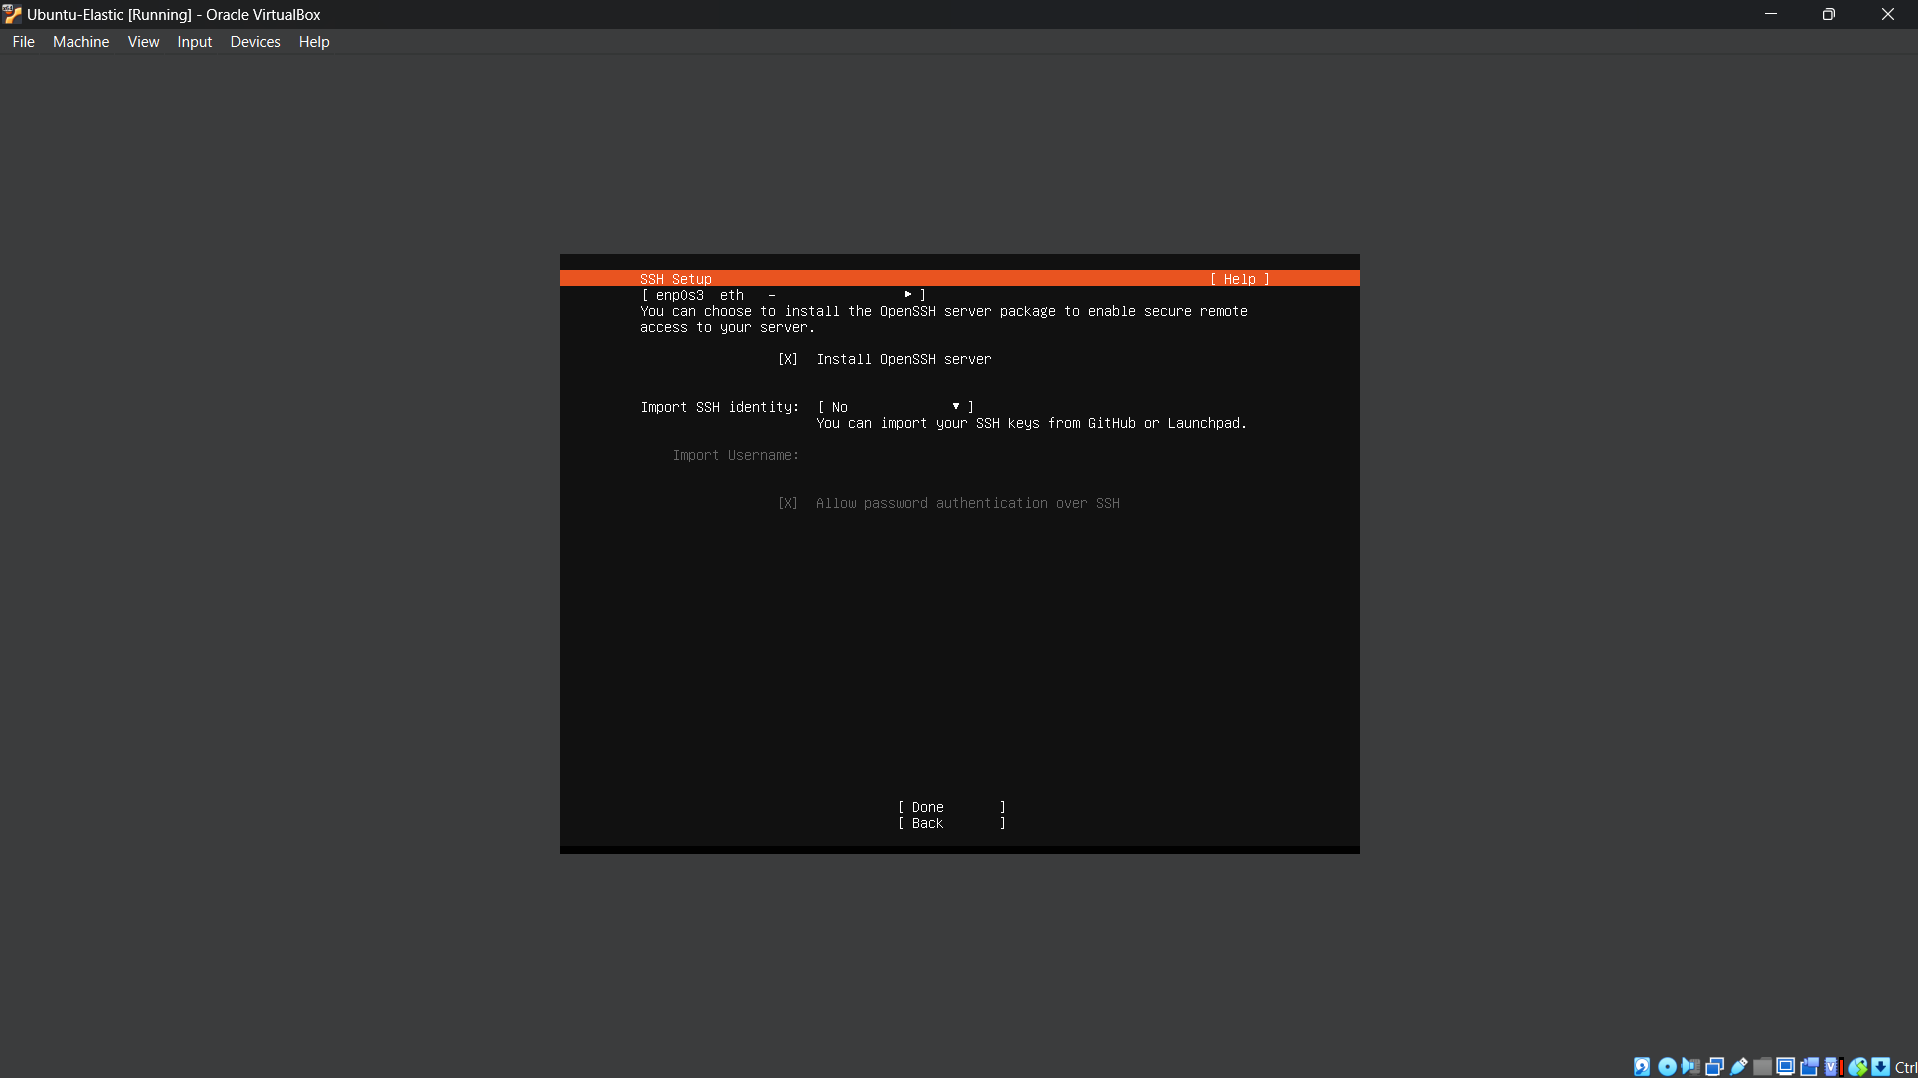 Ubuntu-Elastic [Running] - Oracle VirtualBox
File Machine View Input Devices Help
SSH Setup [ Help ]
[ enp0s3 eth - ▸ ]
You can choose to install the OpenSSH server package to enable secure remote
access to your server.
[X] Install OpenSSH server
Import SSH identity: [ No ▾ ]
You can import your SSH keys from GitHub or Launchpad.
Import Username:
[X] Allow password authentication over SSH
[ Done ]
[ Back ]
Ctrl